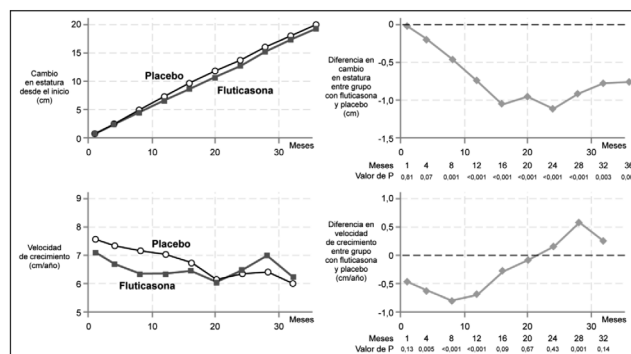 20
15
10
5
0
Cambio
en estatura
desde el inicio
(cm)
Placebo
Fluticasona
0
10
20
30
Meses
0
-0,5
-1,0
-1,5
Diferencia en
cambio
en estatura
entre grupo
con fluticasona
y placebo
(cm)
0
10
20
30
Meses
Meses 1 4 8 12 16 20 24 28 32 36
Valor de P 0,81 0,07 0,001 <0,001 <0,001 <0,001 <0,001 <0,001 0,003 0,00
9
8
7
6
5
Velocidad
de crecimiento
(cm/año)
Placebo
Fluticasona
0
10
20
30
Meses
1,0
0,5
0
-0,5
-1,0
Diferencia en
velocidad
de crecimiento
entre grupo
con fluticasona
y placebo
(cm/año)
0
10
20
30
Meses
Meses 1 4 8 12 16 20 24 28 32
Valor de P 0,13 0,005 <0,001 <0,001 0,09 0,67 0,43 0,001 0,14